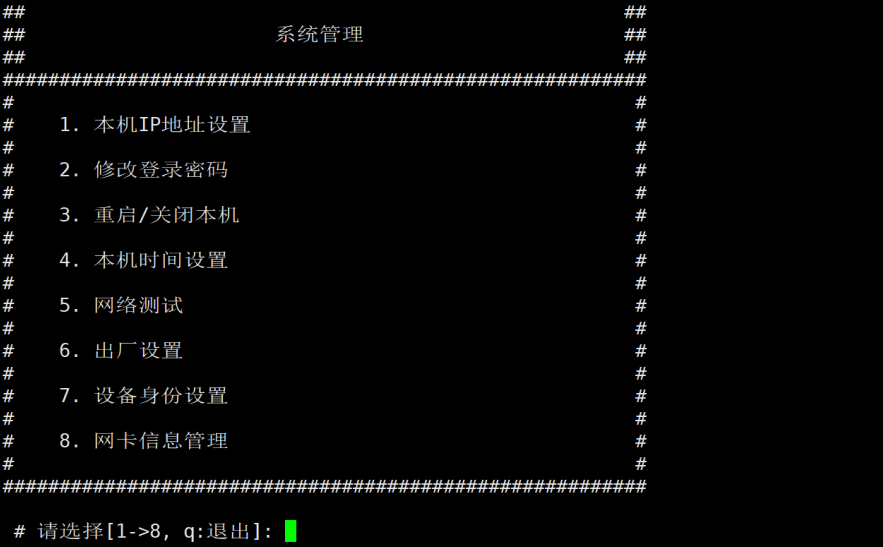 ## ##
## 系统管理 ##
## ##
#########################################################
# #
# 1. 本机IP地址设置 #
# #
# 2. 修改登录密码 #
# #
# 3. 重启/关闭本机 #
# #
# 4. 本机时间设置 #
# #
# 5. 网络测试 #
# #
# 6. 出厂设置 #
# #
# 7. 设备身份设置 #
# #
# 8. 网卡信息管理 #
# #
#########################################################
# 请选择[1->8, q:退出]: